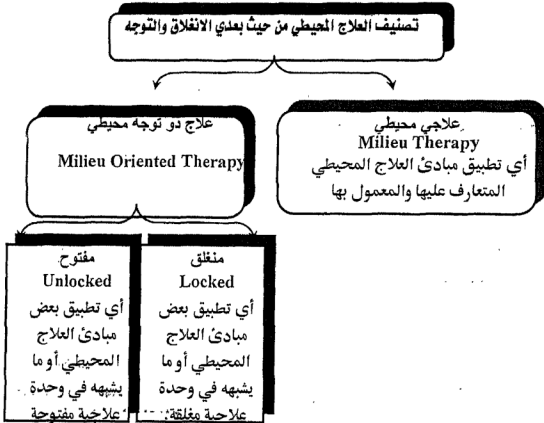 تصنيف العلاج المحيطي من حيث بعدي الانغلاق والتوجه
علاجي محيطي
Milieu Therapy
أي تطبيق مبادئ العلاج المحيطي
المتعارف عليها والمعمول بها
علاج ذو توجه محيطي
Milieu Oriented Therapy
منغلق
Locked
أي تطبيق بعض
مبادئ العلاج
المحيطي أو ما
يشبهه في وحدة
علاجية مغلقة
مفتوح
Unlocked
أي تطبيق بعض
مبادئ العلاج
المحيطي أو ما
يشبهه في وحدة
علاجية مفتوحة